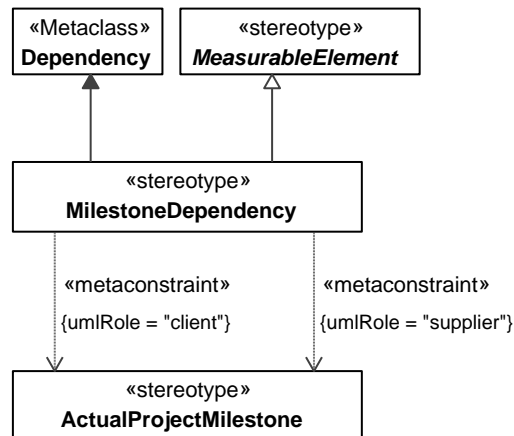 «Metaclass»
Dependency
«stereotype»
MeasurableElement
«stereotype»
MilestoneDependency
«metaconstraint»
{umlRole = "client"}
«metaconstraint»
{umlRole = "supplier"}
«stereotype»
ActualProjectMilestone